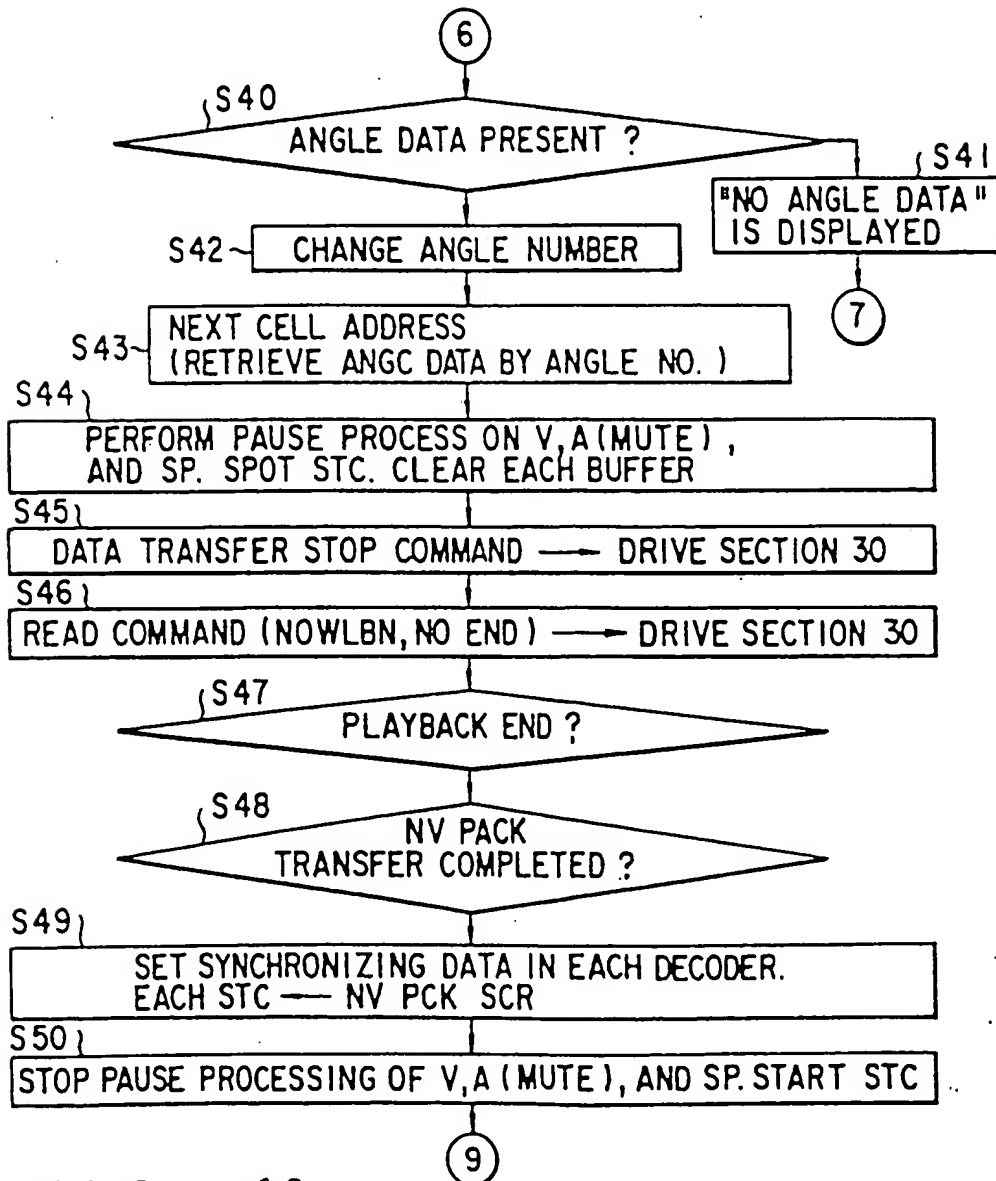 6
S40
ANGLE DATA PRESENT ?
S41
"NO ANGLE DATA"
IS DISPLAYED
7
S42
CHANGE ANGLE NUMBER
S43
NEXT CELL ADDRESS
(RETRIEVE ANGC DATA BY ANGLE NO. )
S44
PERFORM PAUSE PROCESS ON V,A(MUTE) ,
AND SP. SPOT STC. CLEAR EACH BUFFER
S45
DATA TRANSFER STOP COMMAND → DRIVE SECTION 30
S46
READ COMMAND (NOWLBN,NO END) → DRIVE SECTION 30
S47
PLAYBACK END ?
S48
NV PACK
TRANSFER COMPLETED ?
S49
SET SYNCHRONIZING DATA IN EACH DECODER.
EACH STC ← NV PCK SCR
S50
STOP PAUSE PROCESSING OF V,A (MUTE), AND SP. START STC
9